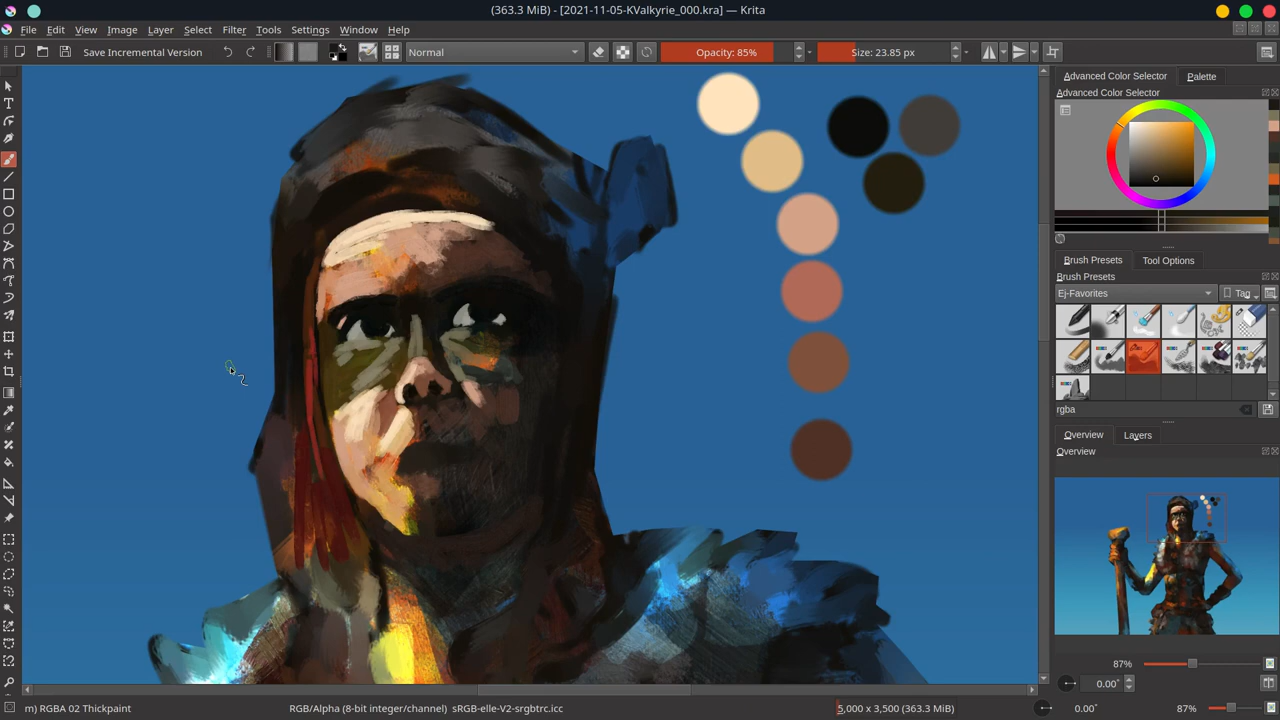 (363.3 MiB) - [2021-11-05-KValkyrie_000.kra] — Krita
File Edit View Image Layer Select Filter Tools Settings Window Help
Save Incremental Version Normal Opacity: 85% Size: 23.85 px
Advanced Color Selector Palette
Advanced Color Selector
Brush Presets Tool Options
Brush Presets
Ej-Favorites Tag
rgba
Overview Layers
Overview
87%
0.00°
m) RGBA 02 Thickpaint RGB/Alpha (8-bit integer/channel) sRGB-elle-V2-srgbtrc.icc 5,000 x 3,500 (363.3 MiB) 0.00° 87%